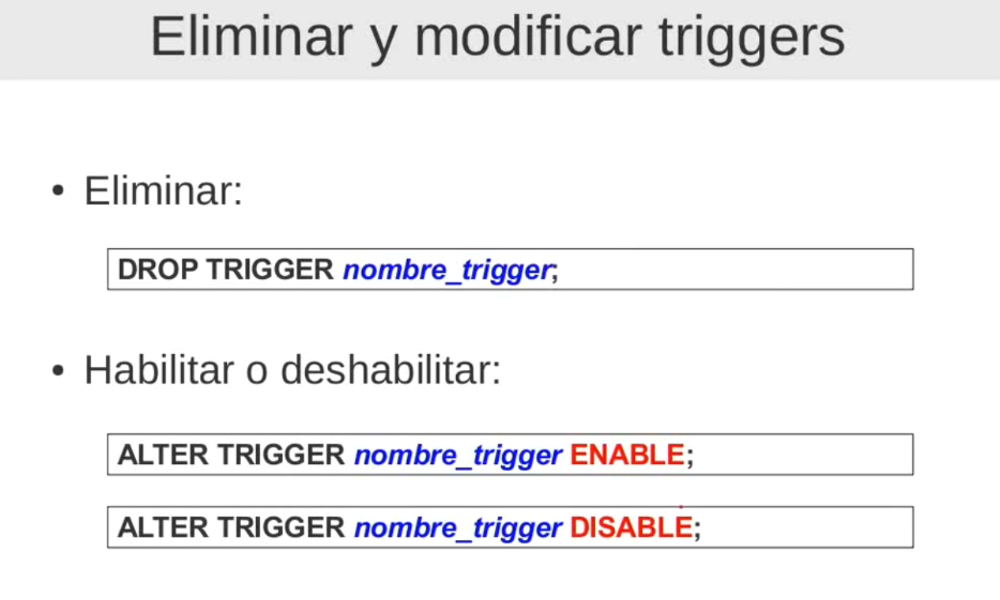 Eliminar y modificar triggers
• Eliminar:
DROP TRIGGER nombre_trigger;
• Habilitar o deshabilitar:
ALTER TRIGGER nombre_trigger ENABLE;
ALTER TRIGGER nombre_trigger DISABLE;